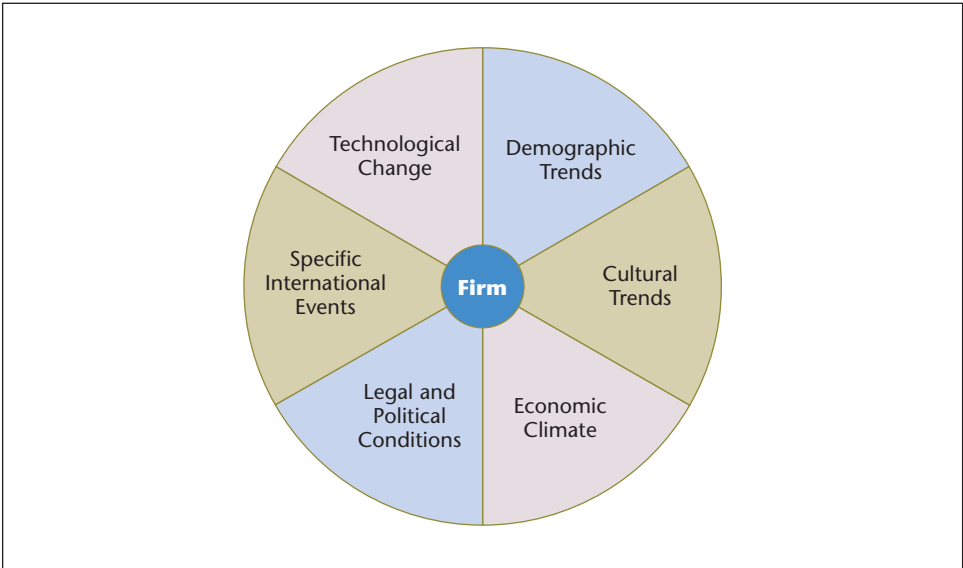 Technological
Change
Demographic
Trends
Specific
International
Events
Firm
Cultural
Trends
Legal and
Political
Conditions
Economic
Climate